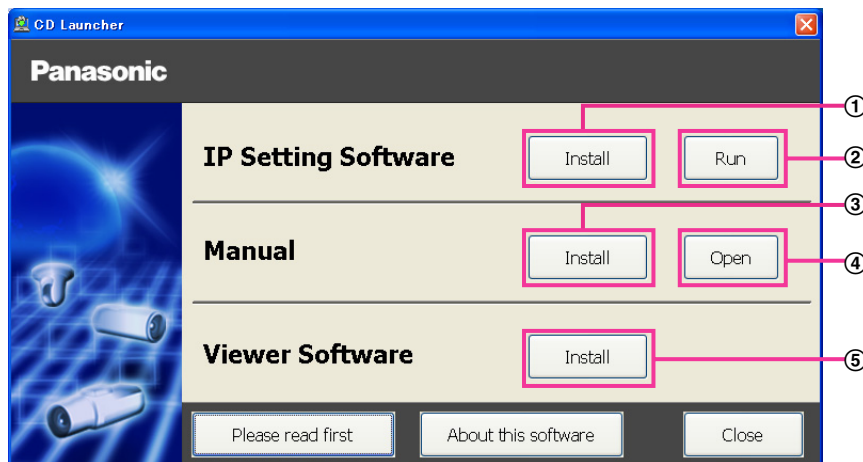 CD Launcher
Panasonic
①
IP Setting Software Install Run ②
③
Manual Install Open ④
Viewer Software Install ⑤
Please read first About this software Close